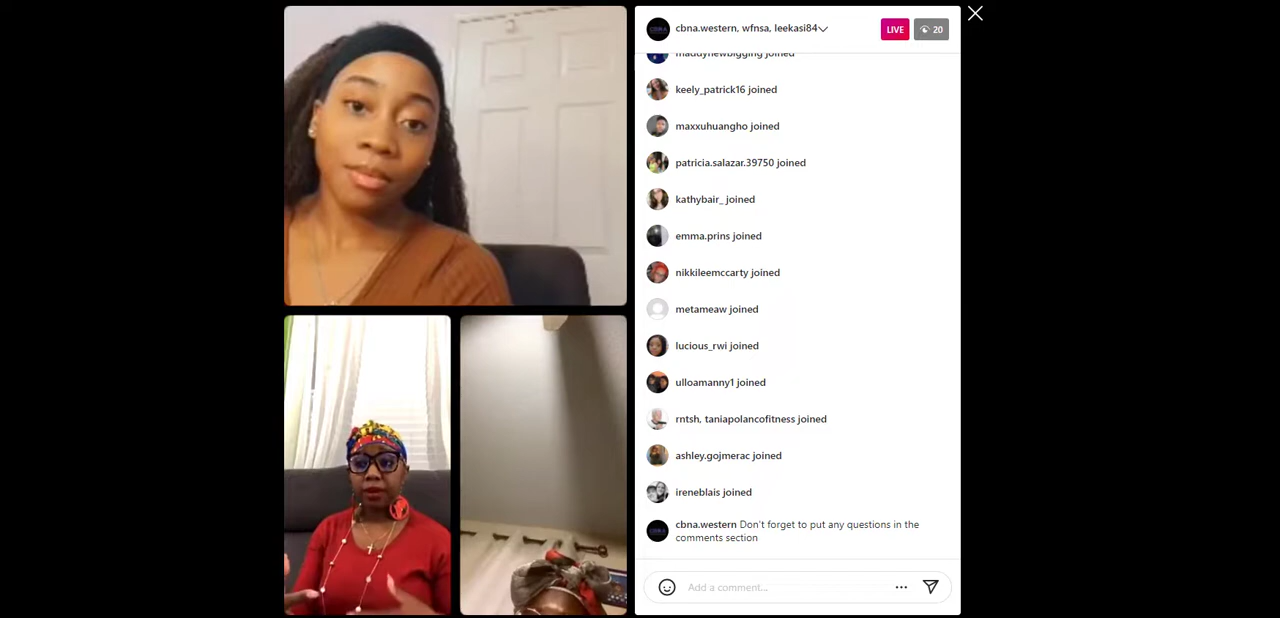 cbna.western, wfnsa, leekasi84
LIVE
20
maddynewbigging joined
keely_patrick16 joined
maxxuhuangho joined
patricia.salazar.39750 joined
kathybair_ joined
emma.prins joined
nikkileemccarty joined
metameaw joined
lucious_rwi joined
ulloamanny1 joined
rntsh, taniapolancofitness joined
ashley.gojmerac joined
ireneblais joined
cbna.western Don't forget to put any questions in the
comments section
Add a comment...